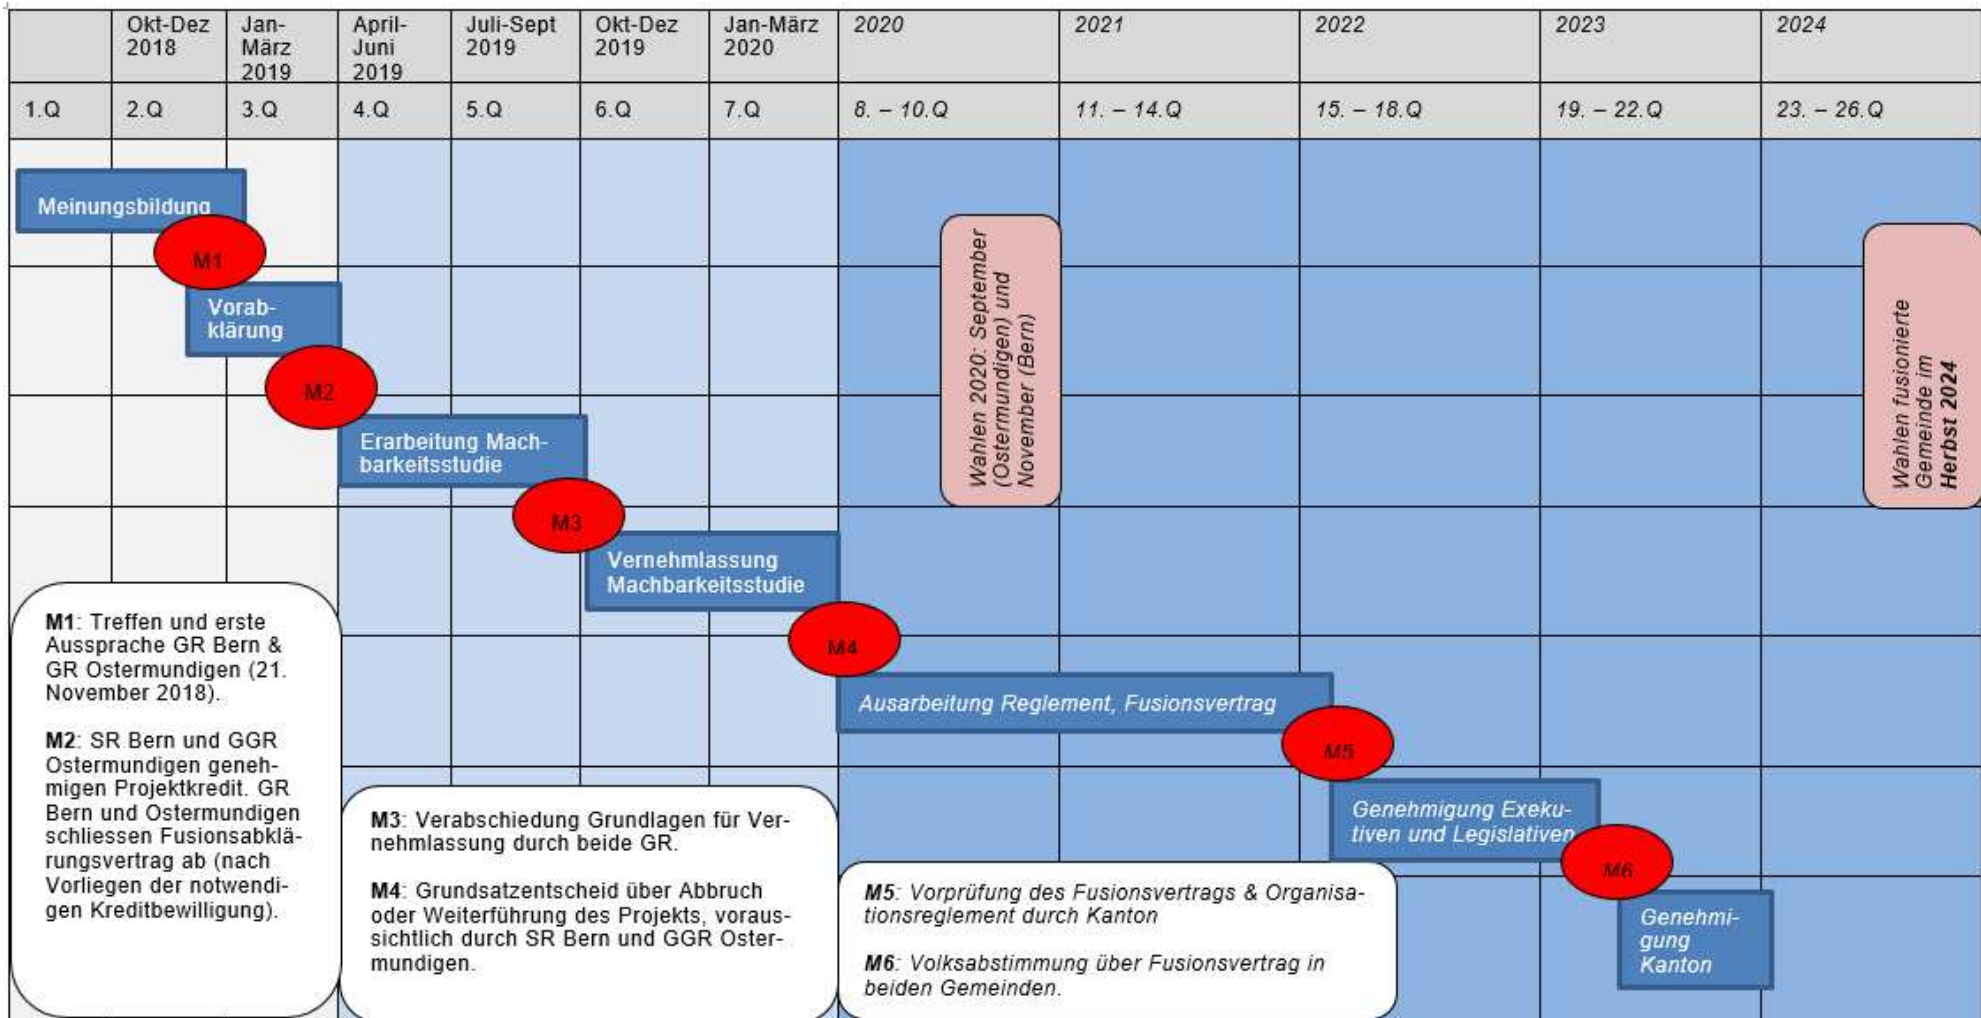 Okt-Dez
2018
Jan-
März
2019
April-
Juni
2019
Juli-Sept
2019
Okt-Dez
2019
Jan-März
2020
2020
2021
2022
2023
2024
1.Q
2.Q
3.Q
4.Q
5.Q
6.Q
7.Q
8. – 10.Q
11. – 14.Q
15. – 18.Q
19. – 22.Q
23. – 26.Q
Meinungsbildung
M1
Vorab-
klärung
M2
Erarbeitung Mach-
barkeitsstudie
M3
Vernehmlassung
Machbarkeitsstudie
M4
Ausarbeitung Reglement, Fusionsvertrag
M5
Genehmigung Exeku-
tiven und Legislativen
M6
Genehmi-
gung
Kanton
Wahlen 2020: September
(Ostermundigen) und
November (Bern)
Wahlen fusionierte
Gemeinde im
Herbst 2024
M1: Treffen und erste
Aussprache GR Bern &
GR Ostermundigen (21.
November 2018).
M2: SR Bern und GGR
Ostermundigen geneh-
migen Projektkredit. GR
Bern und Ostermundigen
schliessen Fusionsabklä-
rungsvertrag ab (nach
Vorliegen der notwendi-
gen Kreditbewilligung).
M3: Verabschiedung Grundlagen für Ver-
nehmlassung durch beide GR.
M4: Grundsatzentscheid über Abbruch
oder Weiterführung des Projekts, voraus-
sichtlich durch SR Bern und GGR Oster-
mundigen.
M5: Vorprüfung des Fusionsvertrags & Organisa-
tionsreglement durch Kanton
M6: Volksabstimmung über Fusionsvertrag in
beiden Gemeinden.